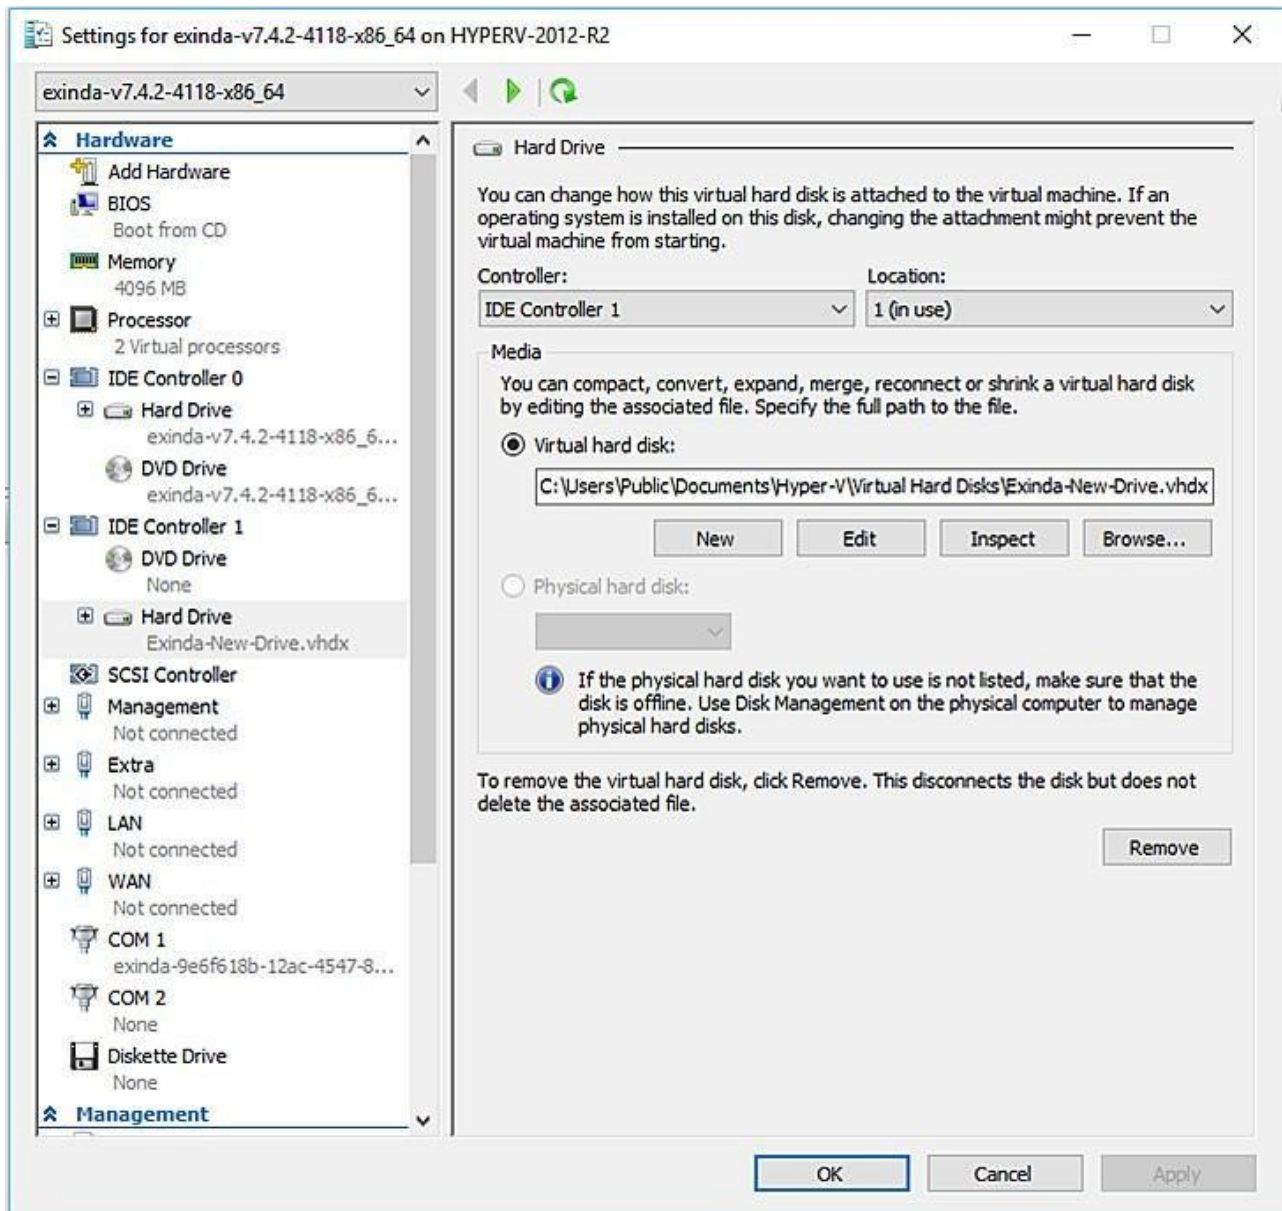 Settings for exinda-v7.4.2-4118-x86_64 on HYPERV-2012-R2
exinda-v7.4.2-4118-x86_64
Hardware
Add Hardware
BIOS
Boot from CD
Memory
4096 MB
Processor
2 Virtual processors
IDE Controller 0
Hard Drive
exinda-v7.4.2-4118-x86_6...
DVD Drive
exinda-v7.4.2-4118-x86_6...
IDE Controller 1
DVD Drive
None
Hard Drive
Exinda-New-Drive.vhdx
SCSI Controller
Management
Not connected
Extra
Not connected
LAN
Not connected
WAN
Not connected
COM 1
exinda-9e6f618b-12ac-4547-8...
COM 2
None
Diskette Drive
None
Management
Hard Drive
You can change how this virtual hard disk is attached to the virtual machine. If an
operating system is installed on this disk, changing the attachment might prevent the
virtual machine from starting.
Controller:
Location:
IDE Controller 1
1 (in use)
Media
You can compact, convert, expand, merge, reconnect or shrink a virtual hard disk
by editing the associated file. Specify the full path to the file.
Virtual hard disk:
C:\Users\Public\Documents\Hyper-V\Virtual Hard Disks\Exinda-New-Drive.vhdx
New
Edit
Inspect
Browse...
Physical hard disk:
If the physical hard disk you want to use is not listed, make sure that the
disk is offline. Use Disk Management on the physical computer to manage
physical hard disks.
To remove the virtual hard disk, click Remove. This disconnects the disk but does not
delete the associated file.
Remove
OK
Cancel
Apply